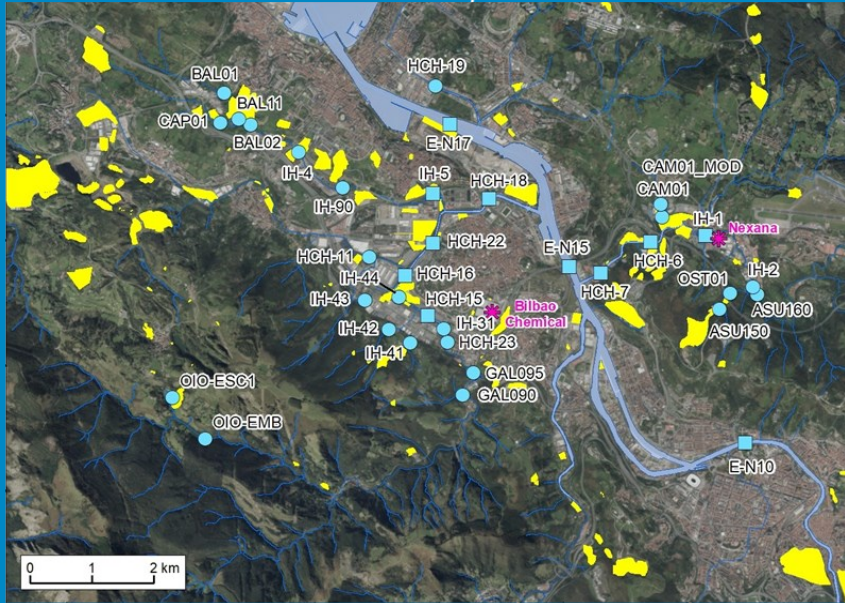 BAL01
HCH-19
BAL11
CAP01
BAL02
E-N17
IH-4
IH-5
HCH-18
CAM01_MOD
CAM01
IH-90
IH-1
Nexana
HCH-11
HCH-22
E-N15
HCH-6
IH-44
HCH-16
HCH-7
OST01
IH-2
IH-43
HCH-15
Bilbao
Chemical
ASU160
IH-42
IH-31
ASU150
IH-41
HCH-23
GAL095
OIO-ESC1
GAL090
OIO-EMB
E-N10
0 1 2 km